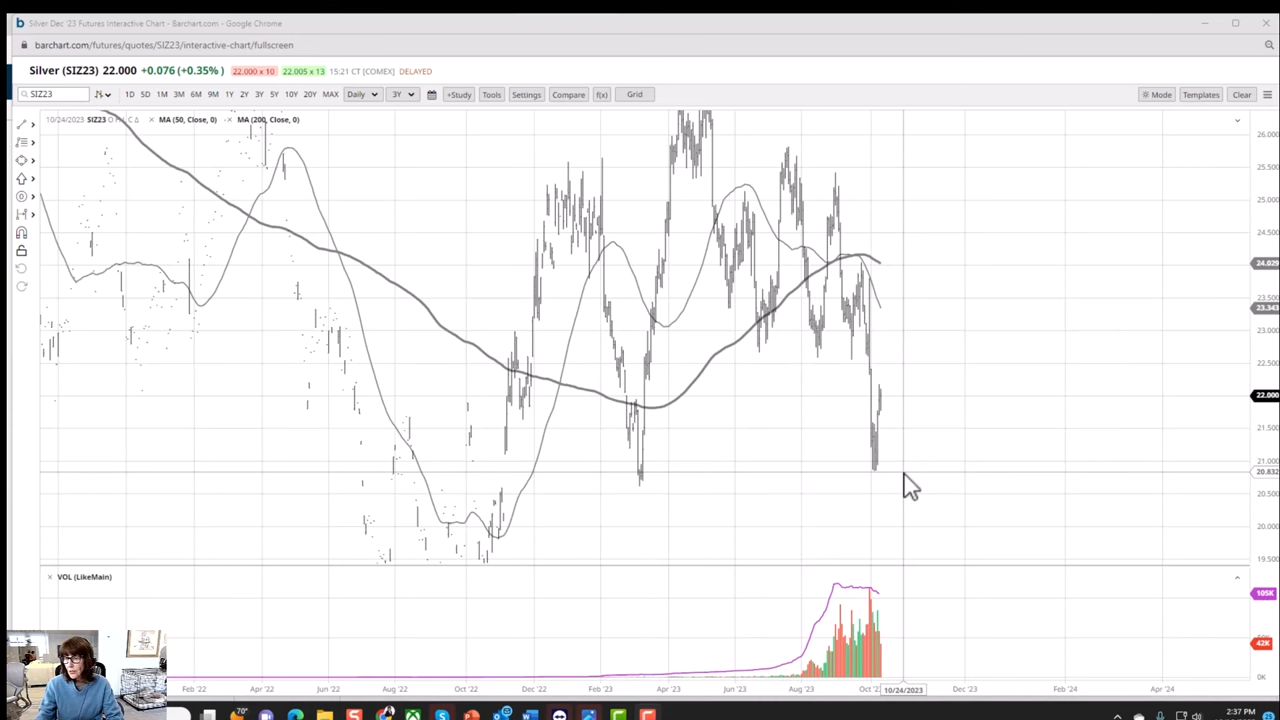 Silver Dec '23 Futures Interactive Chart - Barchart.com - Google Chrome
barchart.com/futures/quotes/SIZ23/interactive-chart/fullscreen
Silver (SIZ23) 22.000 +0.076 (+0.35%) 22.000 x 10 22.005 x 13 15:21 CT [COMEX] DELAYED
SIZ23 1D 5D 1M 3M 6M 9M 1Y 2Y 3Y 5Y 10Y 20Y MAX Daily 3Y +Study Tools Settings Compare f(x) Grid Mode Templates Clear
10/24/2023 SIZ23 MA (50, Close, 0) MA (200, Close, 0)
26.000
25.500
25.000
24.500
24.029
23.500
23.343
23.000
22.500
22.000
21.500
21.000
20.832
20.500
20.000
19.500
VOL (LikeMain)
105K
42K
0K
Feb '22 Apr '22 Jun '22 Aug '22 Oct '22 Dec '22 Feb '23 Apr '23 Jun '23 Aug '23 10/24/2023 Dec '23 Feb '24 Apr '24
70°
2:37 PM